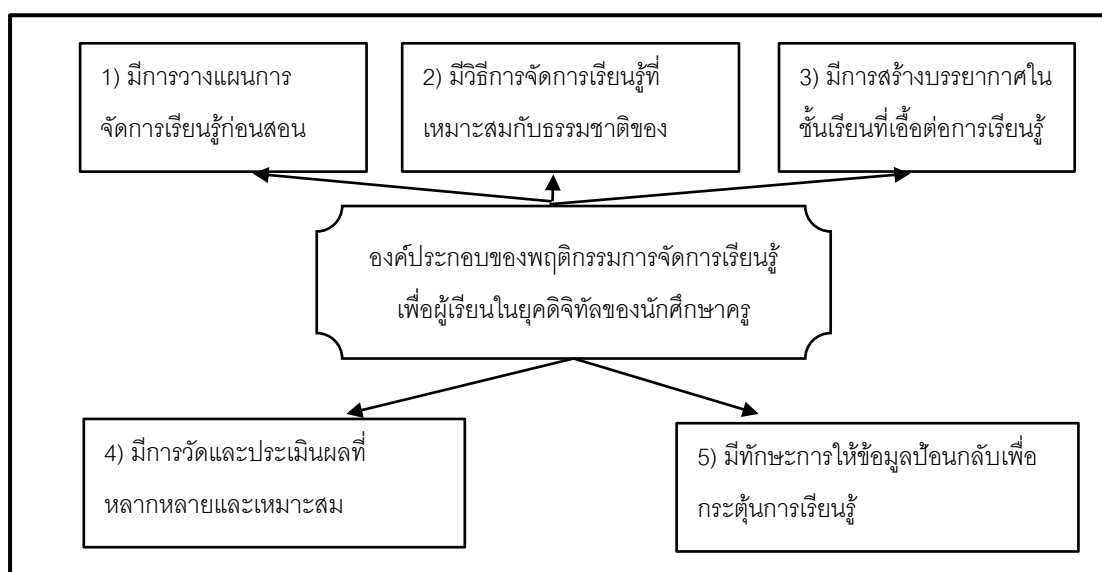 1) มีการวางแผนการ
จัดการเรียนรู้ก่อนสอน
2) มีวิธีการจัดการเรียนรู้ที่
เหมาะสมกับธรรมชาติของ
3) มีการสร้างบรรยากาศใน
ชั้นเรียนที่เอื้อต่อการเรียนรู้
องค์ประกอบของพฤติกรรมการจัดการเรียนรู้
เพื่อผู้เรียนในยุคดิจิทัลของนักศึกษาครู
4) มีการวัดและประเมินผลที่
หลากหลายและเหมาะสม
5) มีทักษะการให้ข้อมูลป้อนกลับเพื่อ
กระตุ้นการเรียนรู้